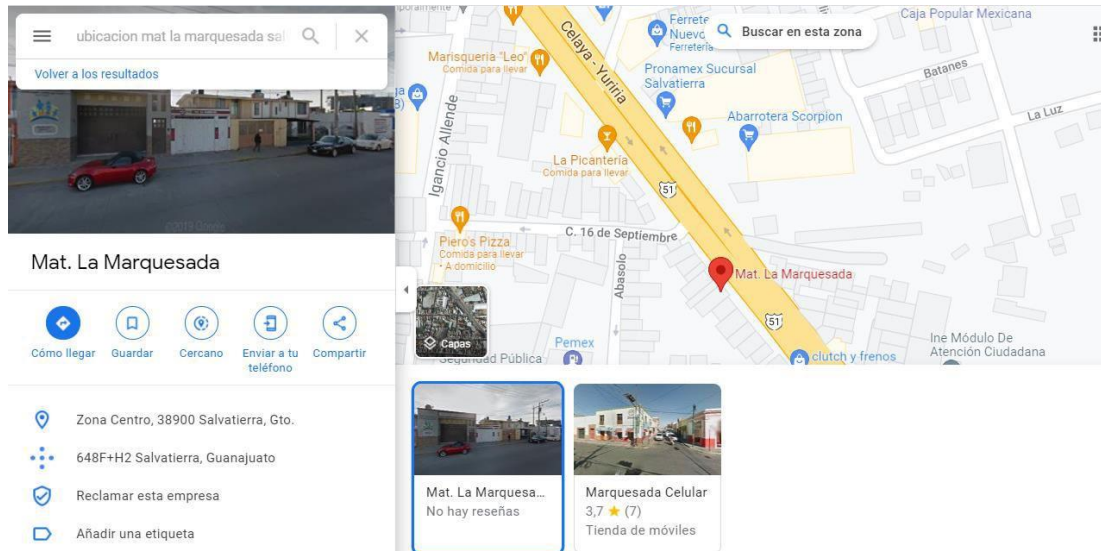 ubicacion mat la marquesada sal
Volver a los resultados
Mat. La Marquesada
Cómo llegar
Guardar
Cercano
Enviar a tu
teléfono
Compartir
Zona Centro, 38900 Salvatierra, Gto.
648F+H2 Salvatierra, Guanajuato
Reclamar esta empresa
Añadir una etiqueta
Buscar en esta zona
Caja Popular Mexicana
Ferrete
Nuevo
Ferretería
Marisqueria "Leo"
Comida para llevar
Celaya - Yuriria
Pronamex Sucursal
Salvatierra
Batanes
La Luz
Abarrotera Scorpion
Igancio Allende
La Picantería
Comida para llevar
51
Piero's Pizza
Comida para llevar
• A domicilio
C. 16 de Septiembre
Abasolo
Mat. La Marquesada
51
Capas
Seguridad Pública
Pemex
clutch y frenos
Ine Módulo De
Atención Ciudadana
Mat. La Marquesa...
No hay reseñas
Marquesada Celular
3,7 ★ (7)
Tienda de móviles